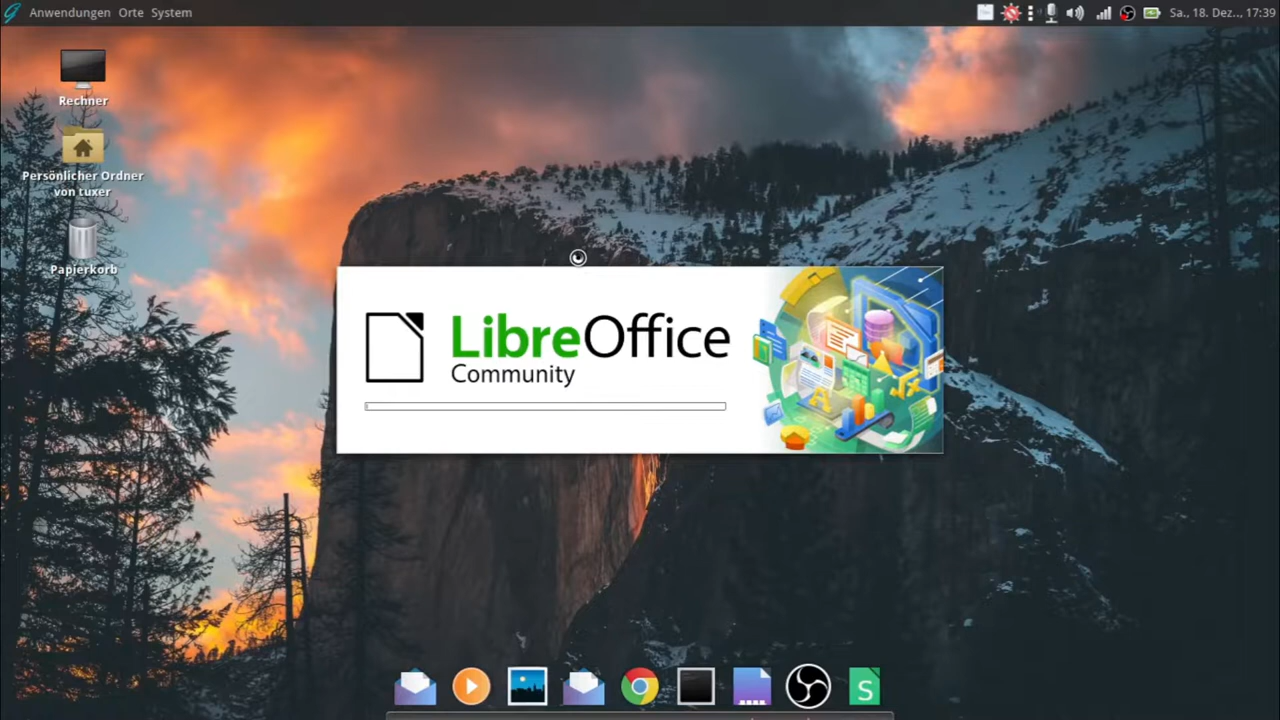 Anwendungen Orte System
Sa., 18. Dez.., 17:39
Rechner
Persönlicher Ordner
von tuxer
Papierkorb
LibreOffice
Community
S